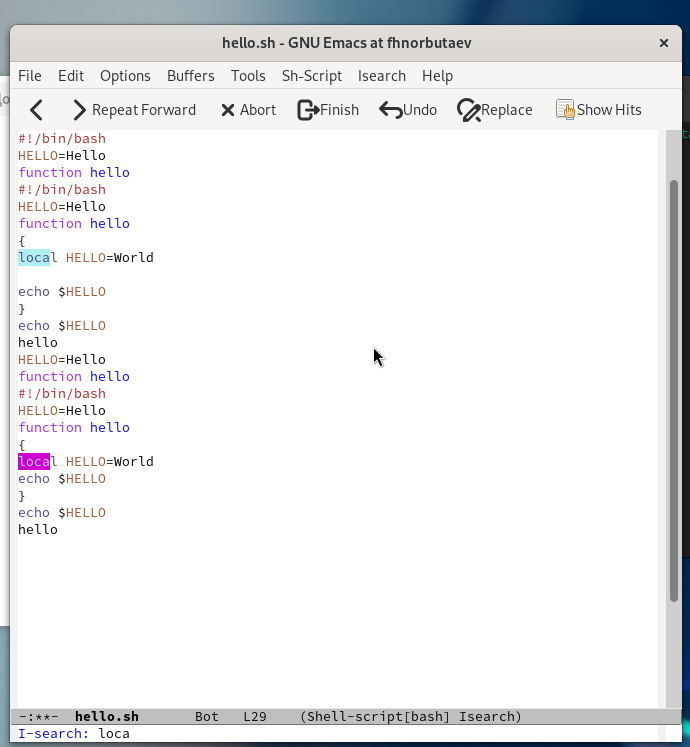 hello.sh - GNU Emacs at fhnorbutaev ×
File Edit Options Buffers Tools Sh-Script Isearch Help
Repeat Forward Abort Finish Undo Replace Show Hits
#!/bin/bash
HELLO=Hello
function hello
#!/bin/bash
HELLO=Hello
function hello
{
local HELLO=World
echo $HELLO
}
echo $HELLO
hello
HELLO=Hello
function hello
#!/bin/bash
HELLO=Hello
function hello
{
local HELLO=World
echo $HELLO
}
echo $HELLO
hello
-:**- hello.sh Bot L29 (Shell-script[bash] Isearch)
I-search: loca